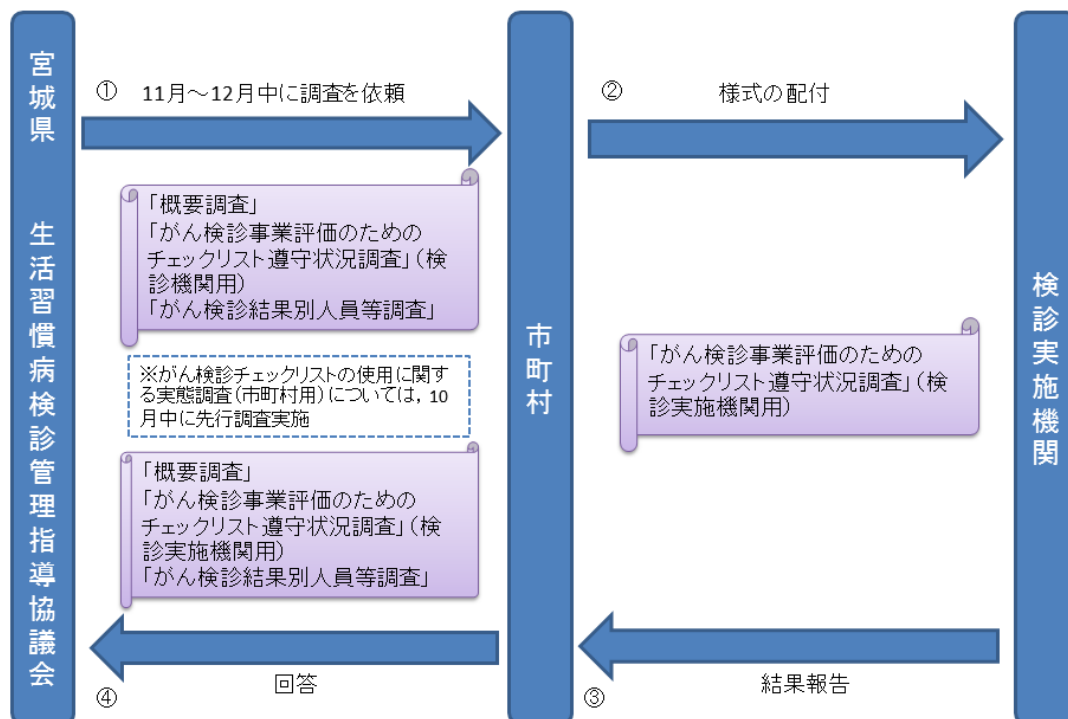 宮城県　生活習慣病検診管理指導協議会
① 11月～12月中に調査を依頼
「概要調査」
「がん検診事業評価のための
チェックリスト遵守状況調査」（検
診機関用）
「がん検診結果別人員等調査」
※がん検診チェックリストの使用に関す
る実態調査（市町村用）については，10
月中に先行調査実施
「概要調査」
「がん検診事業評価のための
チェックリスト遵守状況調査」（検
診実施機関用）
「がん検診結果別人員等調査」
④ 回答
市町村
② 様式の配付
「がん検診事業評価のための
チェックリスト遵守状況調査」（検
診実施機関用）
③ 結果報告
検診実施機関